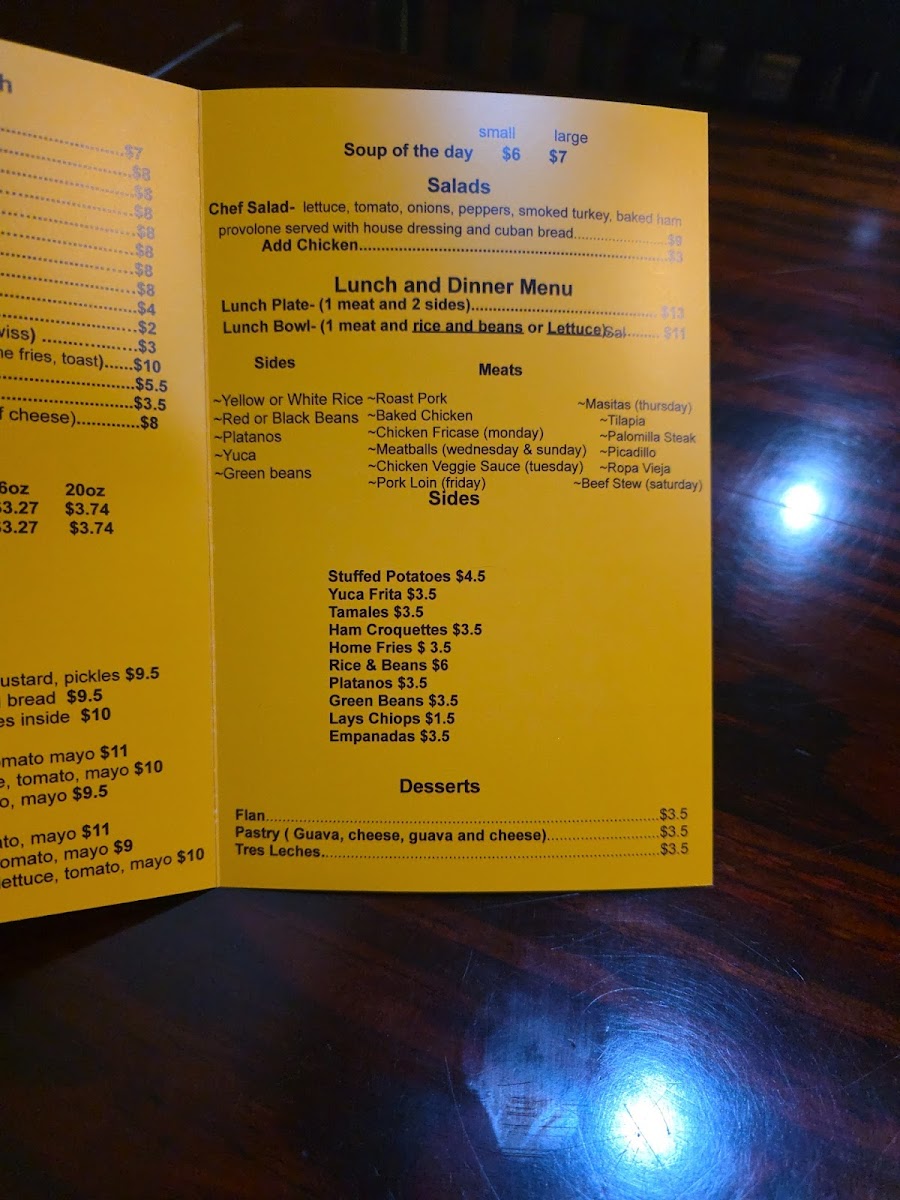 h
$7
$8
$8
$8
$8
$8
$8
$8
$4
$2
wiss) ..............$3
ne fries, toast)......$10
$5.5
$3.5
f cheese).............$8
6oz 20oz
$3.27 $3.74
$3.27 $3.74
ustard, pickles $9.5
bread $9.5
es inside $10
omato mayo $11
e, tomato, mayo $10
o, mayo $9.5
ato, mayo $11
omato, mayo $9
lettuce, tomato, mayo $10
small large
Soup of the day $6 $7
Salads
Chef Salad- lettuce, tomato, onions, peppers, smoked turkey, baked ham
provolone served with house dressing and cuban bread........................$9
Add Chicken..............................................................................$3
Lunch and Dinner Menu
Lunch Plate- (1 meat and 2 sides)............................................. $13
Lunch Bowl- (1 meat and rice and beans or Lettuce)Sal......... $11
Sides Meats
~Yellow or White Rice ~Roast Pork ~Masitas (thursday)
~Red or Black Beans ~Baked Chicken ~Tilapia
~Platanos ~Chicken Fricase (monday) ~Palomilla Steak
~Yuca ~Meatballs (wednesday & sunday) ~Picadillo
~Green beans ~Chicken Veggie Sauce (tuesday) ~Ropa Vieja
~Pork Loin (friday) ~Beef Stew (saturday)
Sides
Stuffed Potatoes $4.5
Yuca Frita $3.5
Tamales $3.5
Ham Croquettes $3.5
Home Fries $ 3.5
Rice & Beans $6
Platanos $3.5
Green Beans $3.5
Lays Chiops $1.5
Empanadas $3.5
Desserts
Flan.....................................................................................$3.5
Pastry ( Guava, cheese, guava and cheese)........................$3.5
Tres Leches.........................................................................$3.5